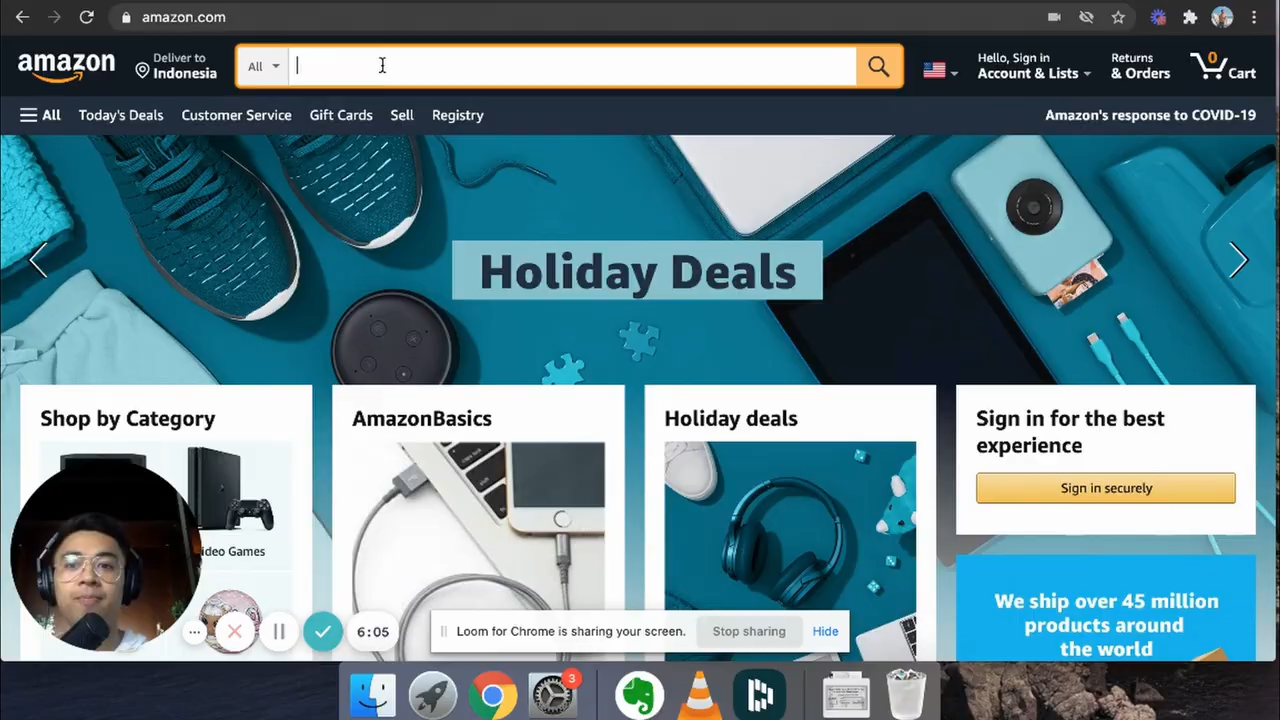 amazon.com
amazon
Deliver to
Indonesia
All
Hello, Sign in
Account & Lists
Returns
& Orders
0
Cart
All
Today's Deals
Customer Service
Gift Cards
Sell
Registry
Amazon's response to COVID-19
Holiday Deals
Shop by Category
AmazonBasics
Holiday deals
Sign in for the best
experience
Sign in securely
ideo Games
We ship over 45 million
products around
the world
6:05
Loom for Chrome is sharing your screen.
Stop sharing
Hide
3